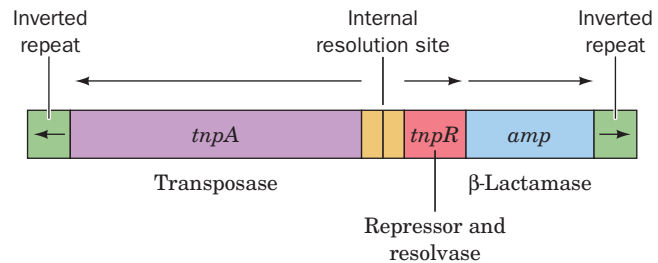 Inverted
repeat
Internal
resolution site
Inverted
repeat
tnpA
tnpR
amp
Transposase
β-Lactamase
Repressor and
resolvase